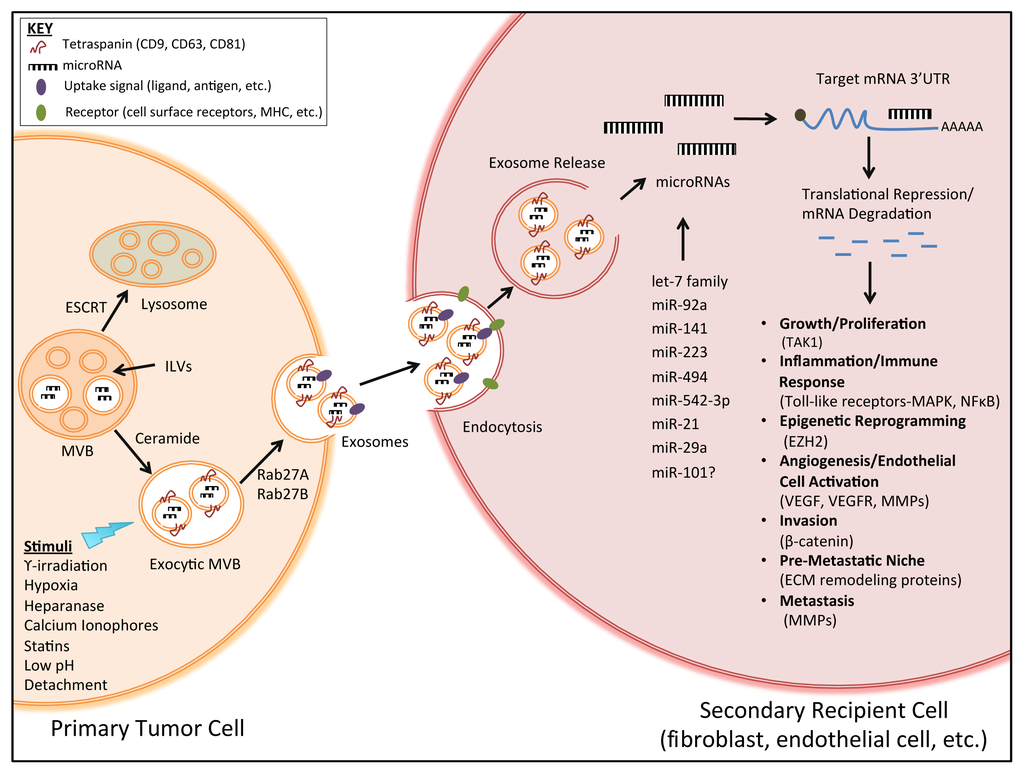 KEY
Tetraspanin (CD9, CD63, CD81)
microRNA
Uptake signal (ligand, antigen, etc.)
Receptor (cell surface receptors, MHC, etc.)
ESCRT
Lysosome
ILVs
MVB
Ceramide
Rab27A
Rab27B
Exocytic MVB
Stimuli
ϒ-irradiation
Hypoxia
Heparanase
Calcium Ionophores
Statins
Low pH
Detachment
Primary Tumor Cell
Exosomes
Endocytosis
Exosome Release
microRNAs
let-7 family
miR-92a
miR-141
miR-223
miR-494
miR-542-3p
miR-21
miR-29a
miR-101?
Target mRNA 3’UTR
AAAAA
Translational Repression/
mRNA Degradation
• Growth/Proliferation
(TAK1)
• Inflammation/Immune
Response
(Toll-like receptors-MAPK, NFκB)
• Epigenetic Reprogramming
(EZH2)
• Angiogenesis/Endothelial
Cell Activation
(VEGF, VEGFR, MMPs)
• Invasion
(β-catenin)
• Pre-Metastatic Niche
(ECM remodeling proteins)
• Metastasis
(MMPs)
Secondary Recipient Cell
(fibroblast, endothelial cell, etc.)